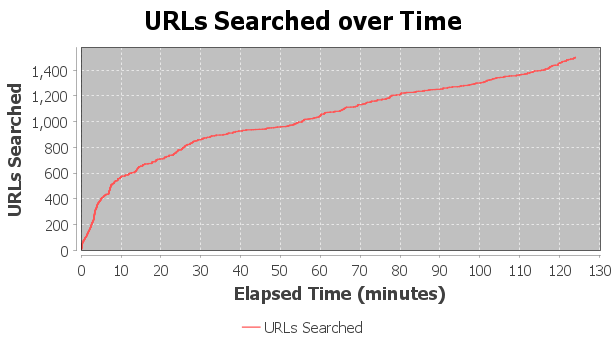 URLs Searched over Time
URLs Searched
1,400
1,200
1,000
800
600
400
200
0
0 10 20 30 40 50 60 70 80 90 100 110 120 130
Elapsed Time (minutes)
URLs Searched